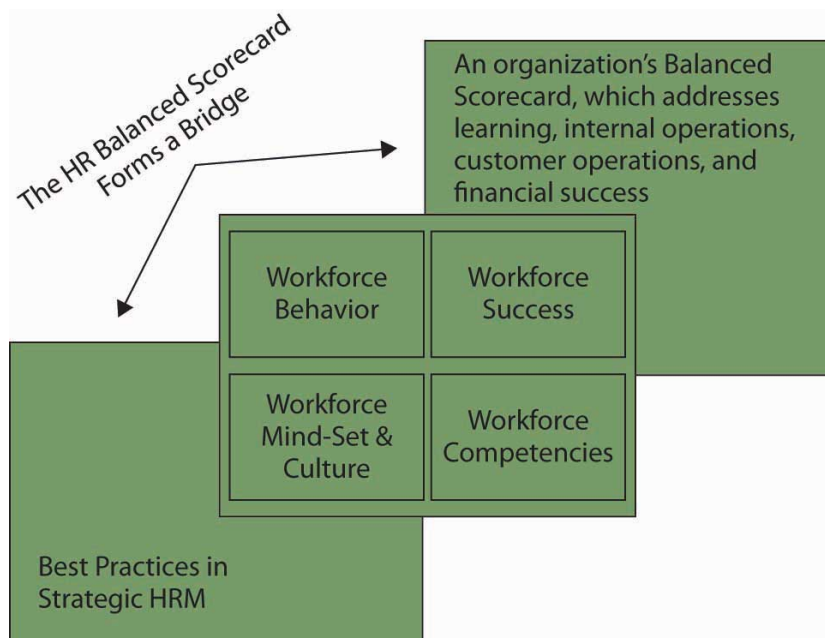 The HR Balanced Scorecard
Forms a Bridge
An organization's Balanced
Scorecard, which addresses
learning, internal operations,
customer operations, and
financial success
Workforce
Behavior
Workforce
Success
Workforce
Mind-Set &
Culture
Workforce
Competencies
Best Practices in
Strategic HRM